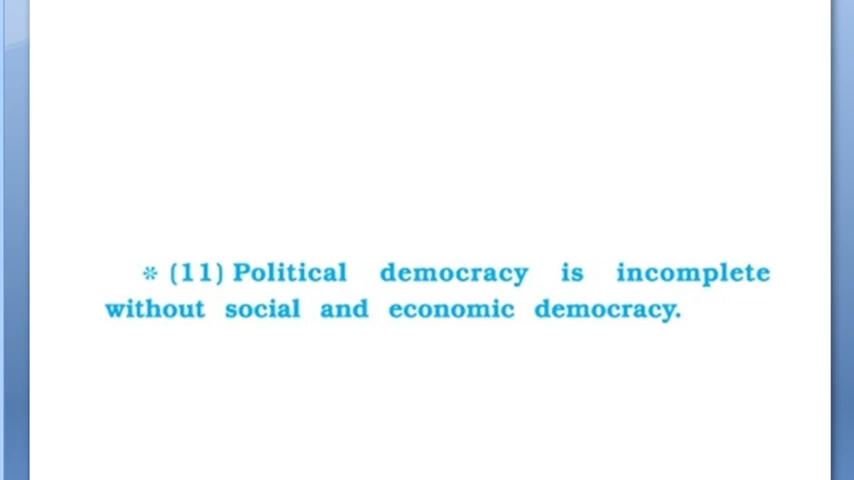 * (11) Political democracy is incomplete
without social and economic democracy.